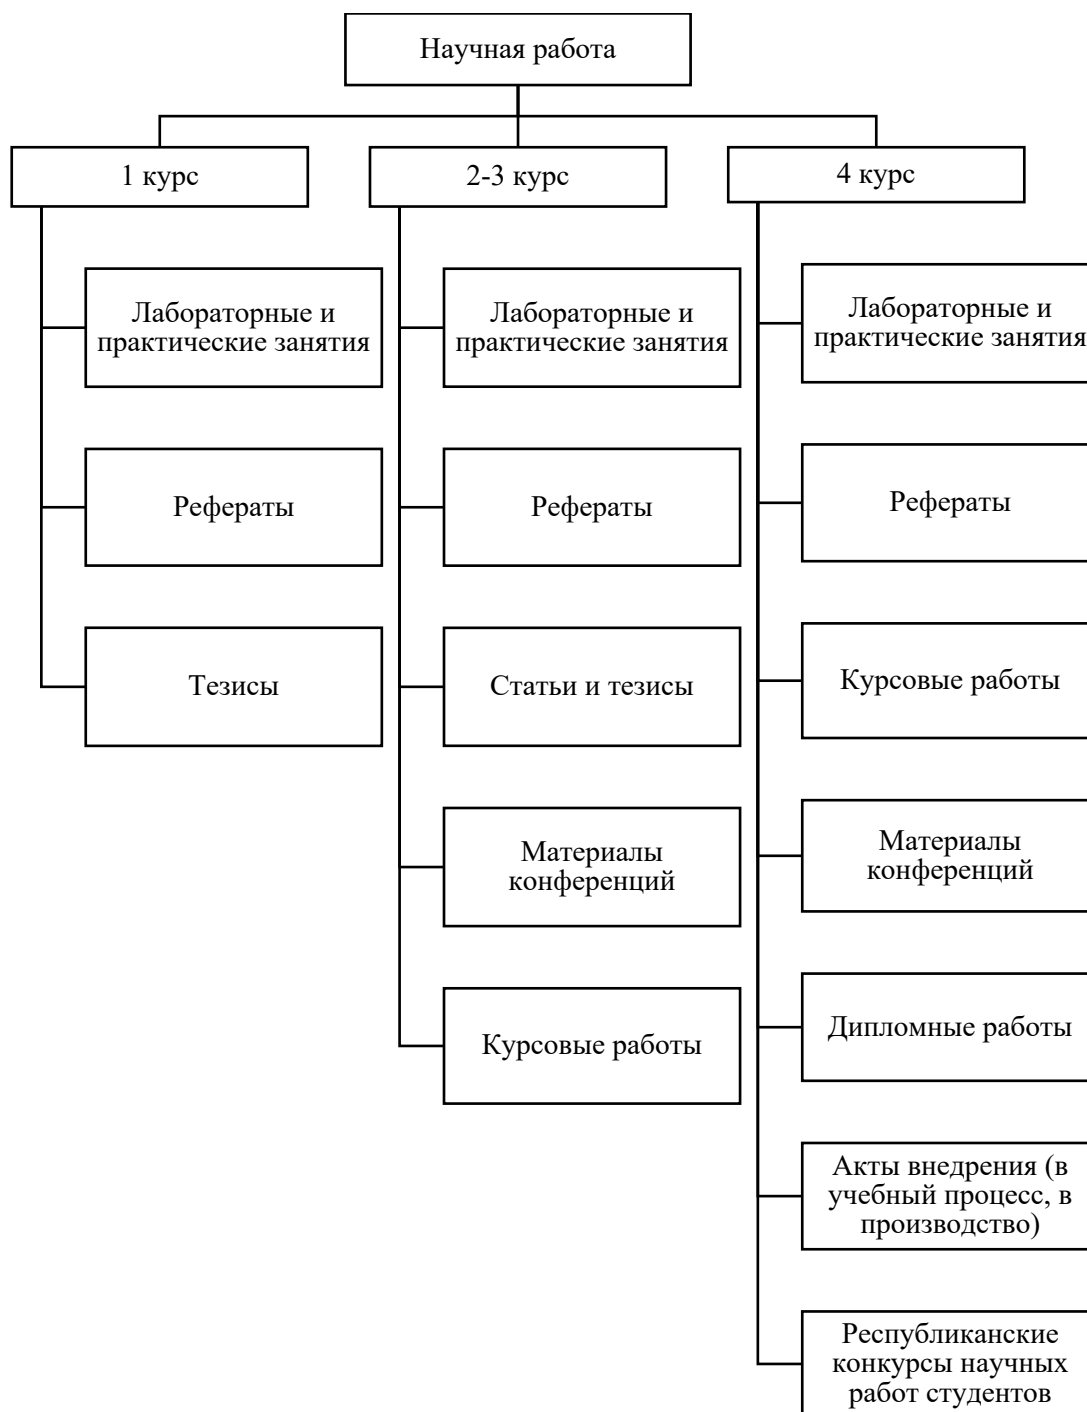 Научная работа
1 курс
2-3 курс
4 курс
Лабораторные и
практические занятия
Рефераты
Тезисы
Лабораторные и
практические занятия
Рефераты
Статьи и тезисы
Материалы
конференций
Курсовые работы
Лабораторные и
практические занятия
Рефераты
Курсовые работы
Материалы
конференций
Дипломные работы
Акты внедрения (в
учебный процесс, в
производство)
Республиканские
конкурсы научных
работ студентов